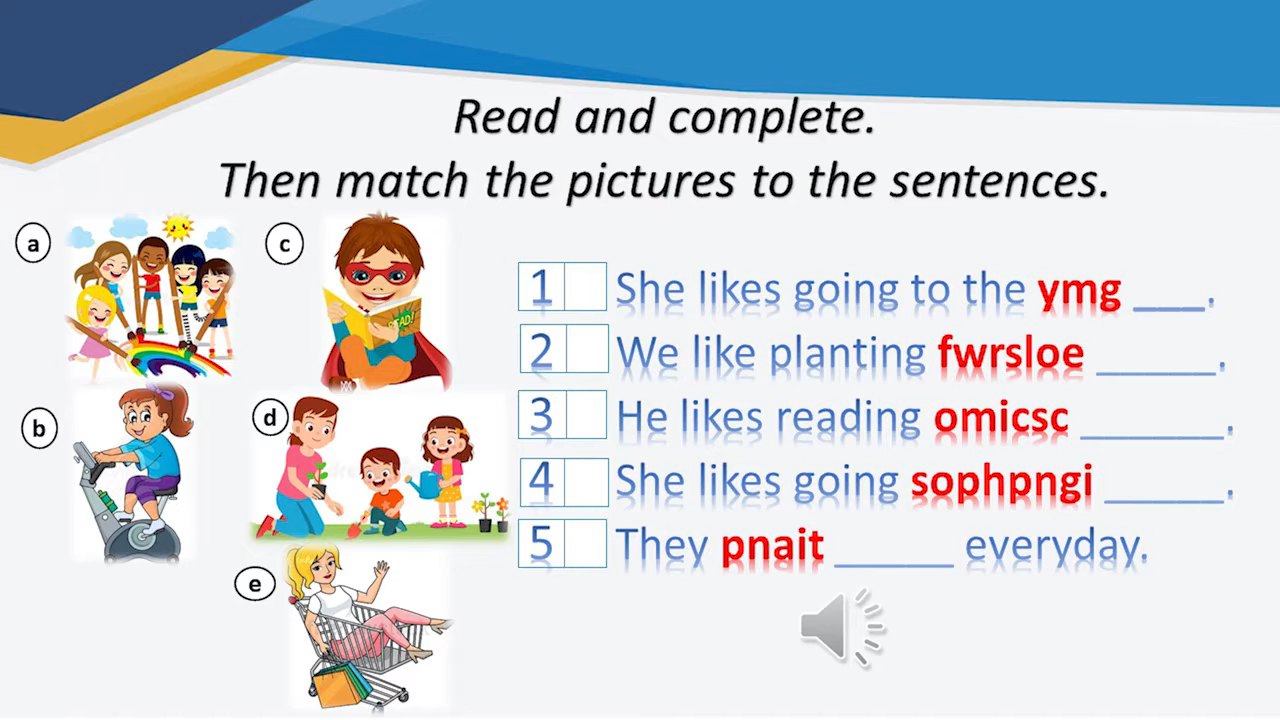 Read and complete.
Then match the pictures to the sentences.
a
c
b
d
e
READ!
1 She likes going to the ymg ____.
2 We like planting fwrsloe ______.
3 He likes reading omicsc _______.
4 She likes going sophpngi ______.
5 They pnait ______ everyday.